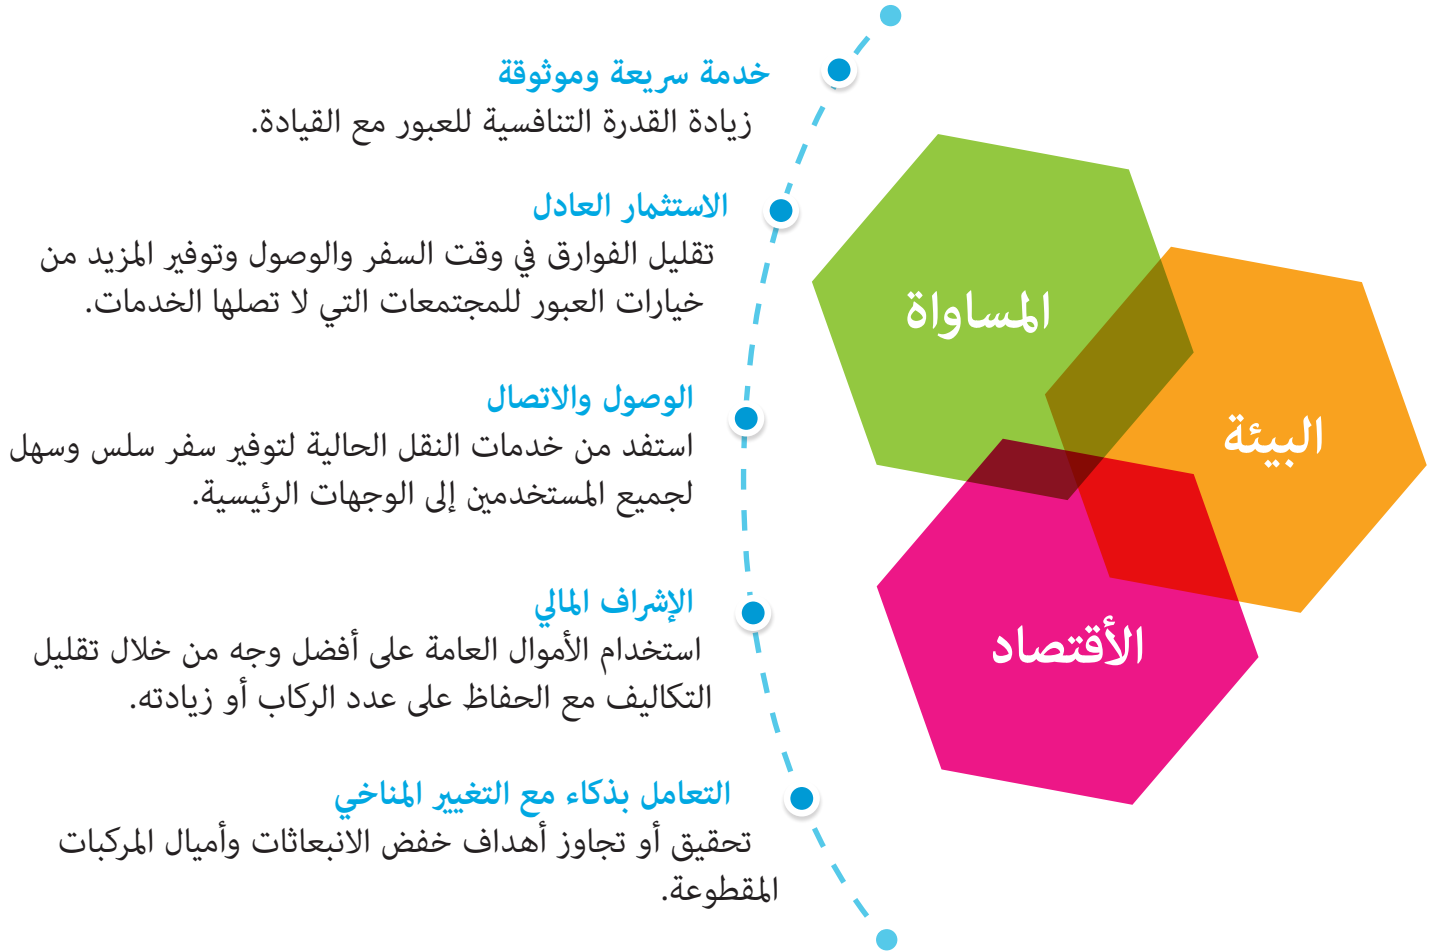 خدمة سريعة وموثوقة
زيادة القدرة التنافسية للعبور مع القيادة.
الاستثمار العادل
تقليل الفوارق في وقت السفر والوصول وتوفير المزيد من
خيارات العبور للمجتمعات التي لا تصلها الخدمات.
الوصول والاتصال
استفد من خدمات النقل الحالية لتوفير سفر سلس وسهل
لجميع المستخدمين إلى الوجهات الرئيسية.
الإشراف المالي
استخدام الأموال العامة على أفضل وجه من خلال تقليل
التكاليف مع الحفاظ على عدد الركاب أو زيادته.
التعامل بذكاء مع التغيير المناخي
تحقيق أو تجاوز أهداف خفض الانبعاثات وأميال المركبات
المقطوعة.
المساواة
البيئة
الأقتصاد